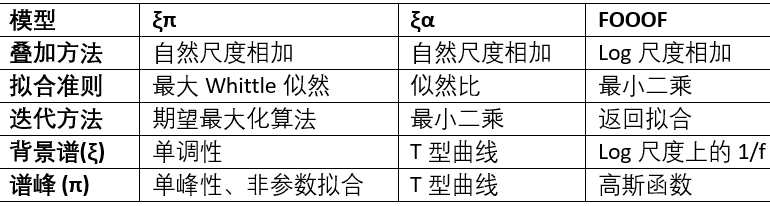 模型 ξπ ξα FOOOF
叠加方法 自然尺度相加 自然尺度相加 Log 尺度相加
拟合准则 最大 Whittle 似然 似然比 最小二乘
迭代方法 期望最大化算法 最小二乘 返回拟合
背景谱(ξ) 单调性 T 型曲线 Log 尺度上的 1/f
谱峰 (π) 单峰性、非参数拟合 T 型曲线 高斯函数